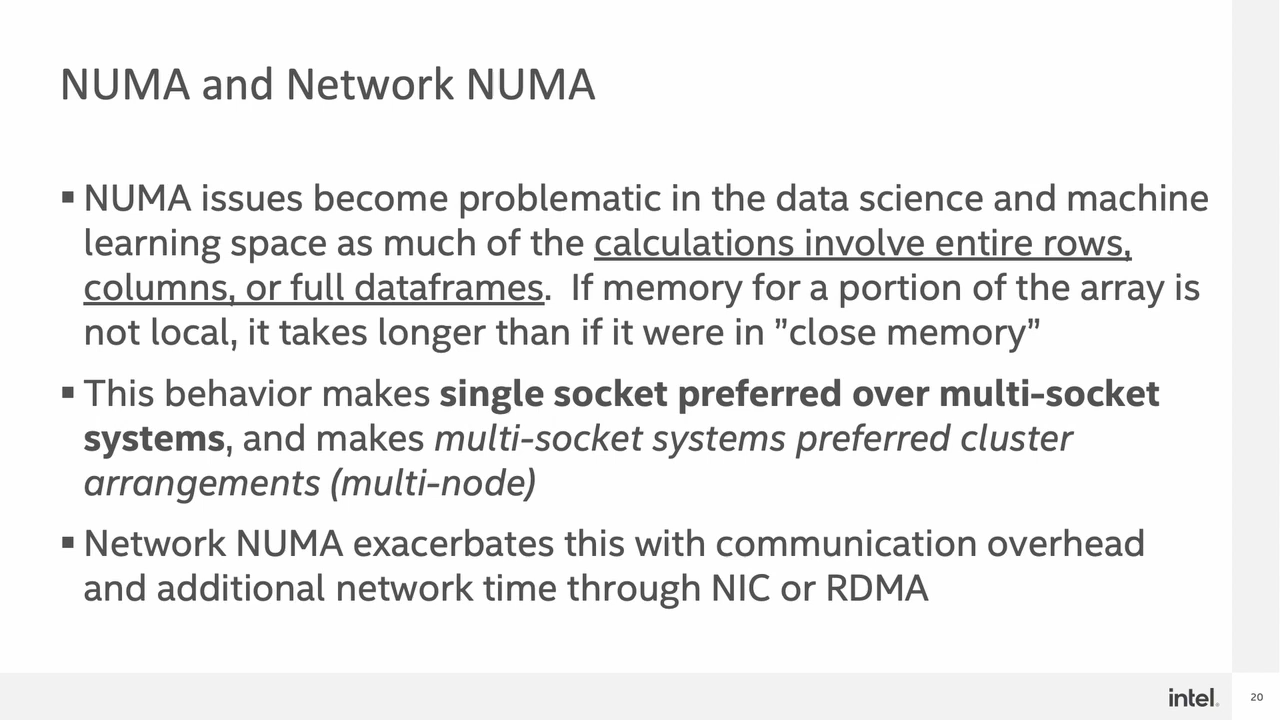 NUMA and Network NUMA
▪ NUMA issues become problematic in the data science and machine
learning space as much of the calculations involve entire rows,
columns, or full dataframes.  If memory for a portion of the array is
not local, it takes longer than if it were in ”close memory”
▪ This behavior makes single socket preferred over multi-socket
systems, and makes multi-socket systems preferred cluster
arrangements (multi-node)
▪ Network NUMA exacerbates this with communication overhead
and additional network time through NIC or RDMA
intel.
20